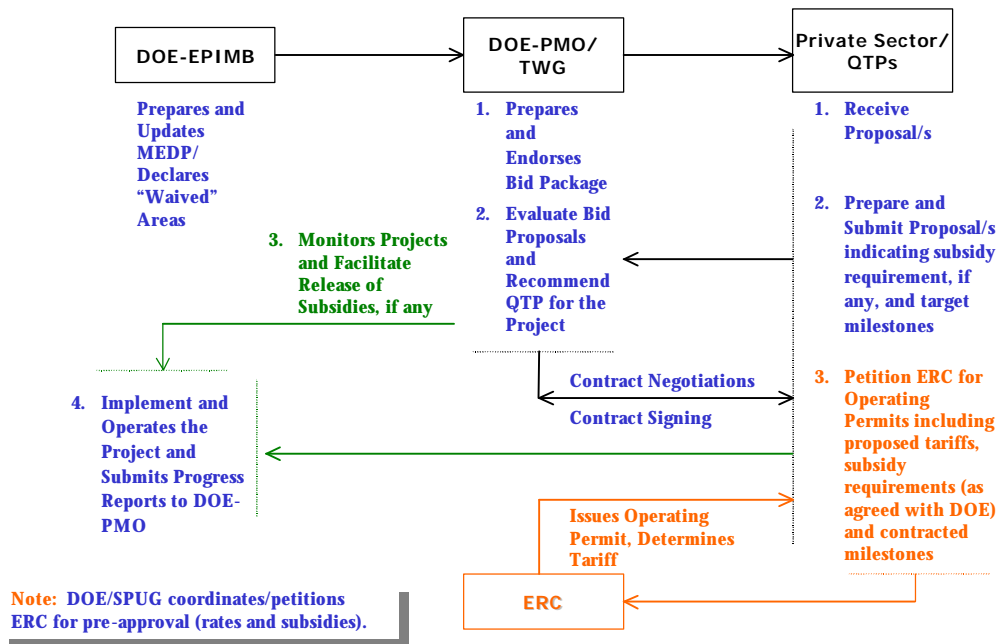 DOE-EPIMB
DOE-PMO/
TWG
Private Sector/
QTPs
Prepares and
Updates
MEDP/
Declares
“Waived”
Areas
1. Prepares
and
Endorses
Bid Package
2. Evaluate Bid
Proposals
and
Recommend
QTP for the
Project
1. Receive
Proposal/s
2. Prepare and
Submit Proposal/s
indicating subsidy
requirement, if
any, and target
milestones
3. Monitors Projects
and Facilitate
Release of
Subsidies, if any
Contract Negotiations
Contract Signing
3. Petition ERC for
Operating
Permits including
proposed tariffs,
subsidy
requirements (as
agreed with DOE)
and contracted
milestones
4. Implement and
Operates the
Project and
Submits Progress
Reports to DOE-
PMO
Issues Operating
Permit, Determines
Tariff
ERC
Note: DOE/SPUG coordinates/petitions
ERC for pre-approval (rates and subsidies).